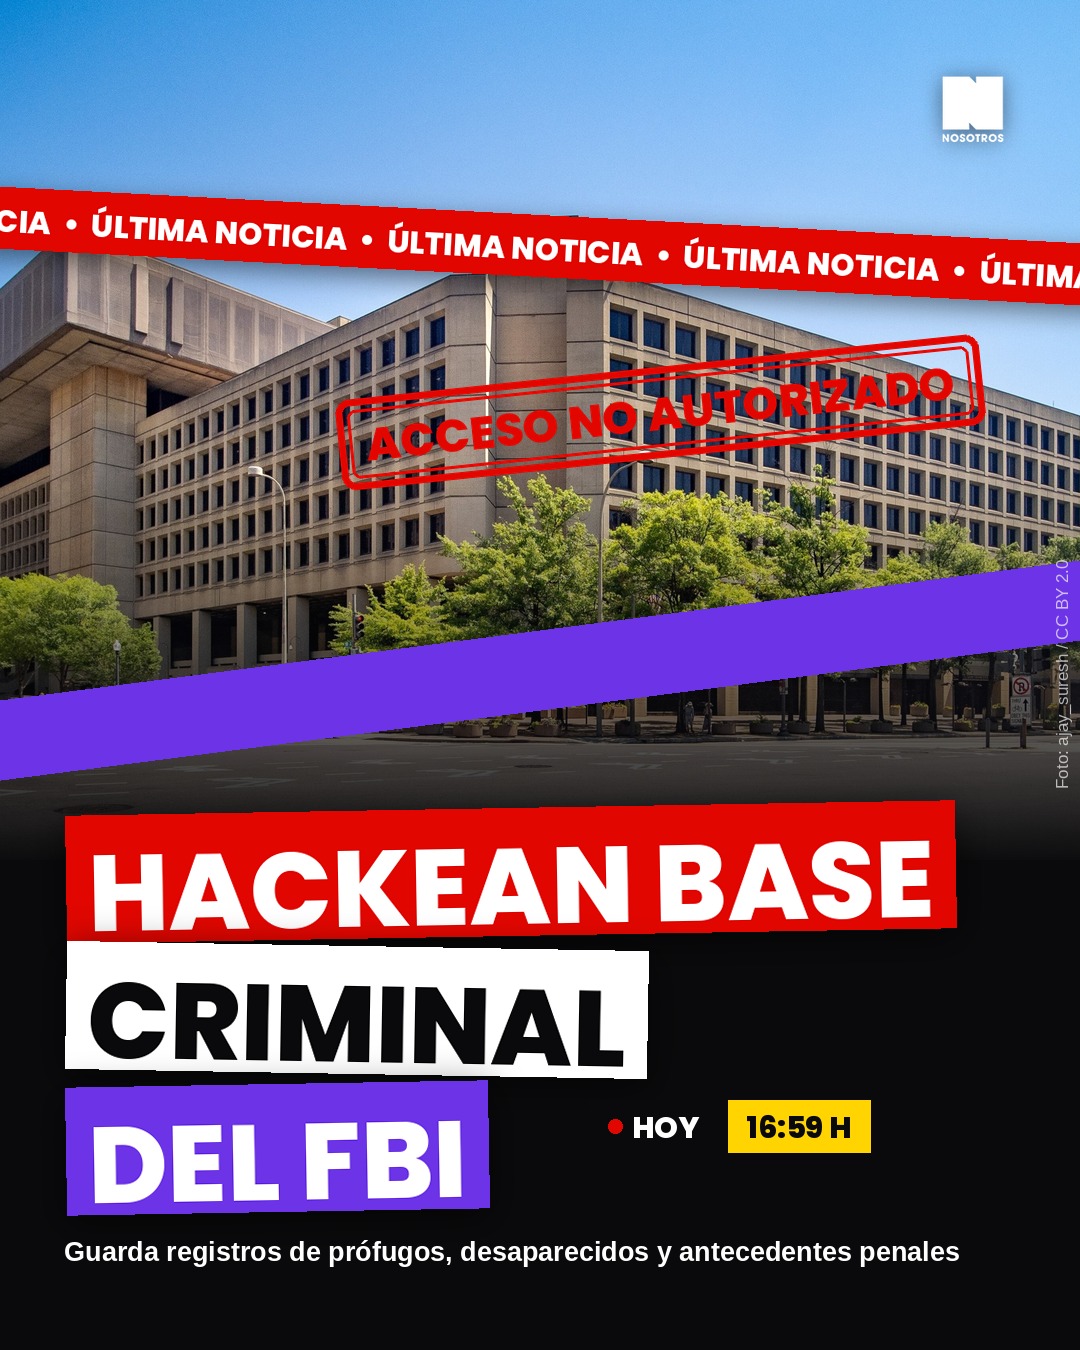 NOSOTROS
CIA • ÚLTIMA NOTICIA • ÚLTIMA NOTICIA • ÚLTIMA NOTICIA • ÚLTIMA
ACCESO NO AUTORIZADO
Foto: ajay_suresh / CC BY 2.0
HACKEAN BASE
CRIMINAL
DEL FBI
HOY 16:59 H
Guarda registros de prófugos, desaparecidos y antecedentes penales